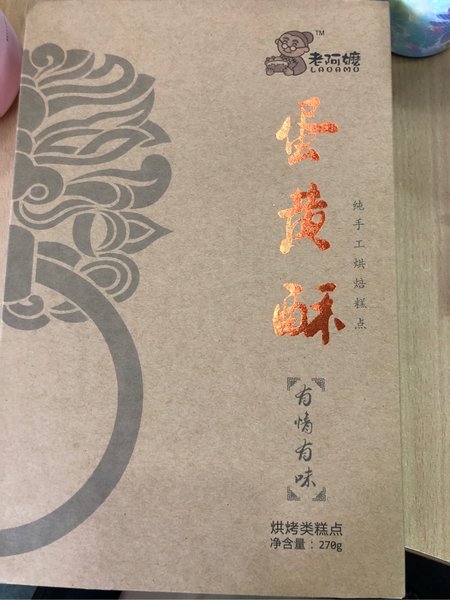 TM
老阿嬷
LAOAMO
蛋黄酥
纯手工烘焙糕点
有情有味
烘烤类糕点
净含量：270g